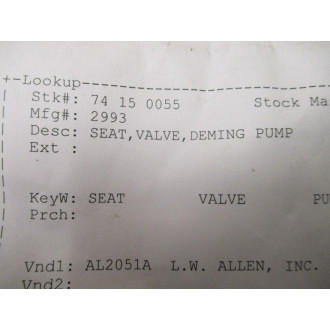 +-Lookup-----------------------
| Stk#: 74 15 0055 Stock Ma
| Mfg#: 2993
| Desc: SEAT,VALVE,DEMING PUMP
| Ext :
| KeyW: SEAT VALVE PU
| Prch:
| Vnd1: AL2051A L.W. ALLEN, INC.
Vnd2: